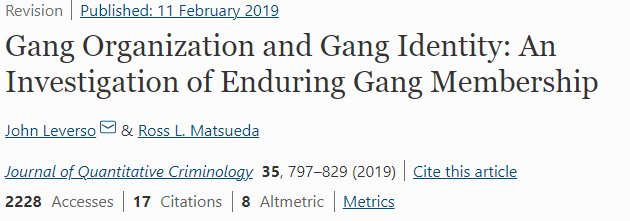 Revision | Published: 11 February 2019
Gang Organization and Gang Identity: An
Investigation of Enduring Gang Membership
John Leverso & Ross L. Matsueda
Journal of Quantitative Criminology 35, 797–829 (2019) | Cite this article
2228 Accesses | 17 Citations | 8 Altmetric | Metrics